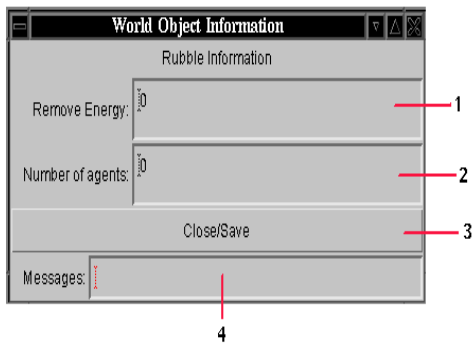 World Object Information
Rubble Information
Remove Energy: 0
1
Number of agents: 0
2
Close/Save
3
Messages:
4